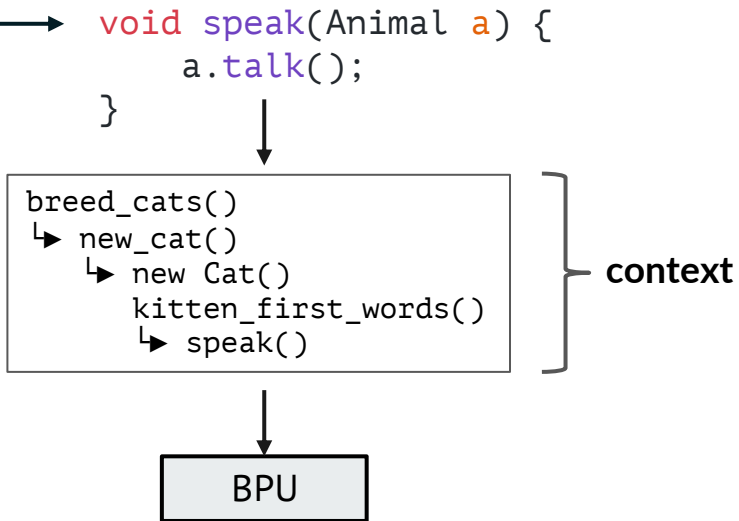 void speak(Animal a) {
a.talk();
}
breed_cats()
↳ new_cat()
↳ new Cat()
kitten_first_words()
↳ speak()
context
BPU